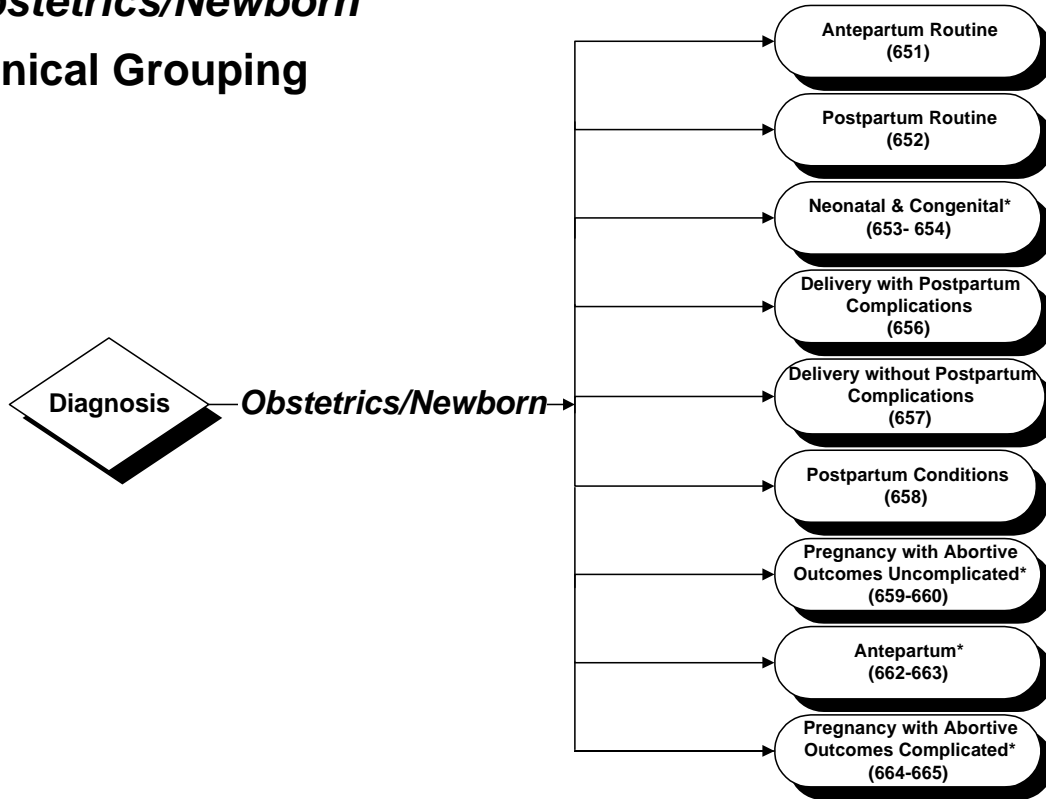 bstetrics/Newborn
nical Grouping
Antepartum Routine
(651)
Postpartum Routine
(652)
Neonatal & Congenital*
(653- 654)
Delivery with Postpartum
Complications
(656)
Diagnosis
Obstetrics/Newborn
Delivery without Postpartum
Complications
(657)
Postpartum Conditions
(658)
Pregnancy with Abortive
Outcomes Uncomplicated*
(659-660)
Antepartum*
(662-663)
Pregnancy with Abortive
Outcomes Complicated*
(664-665)